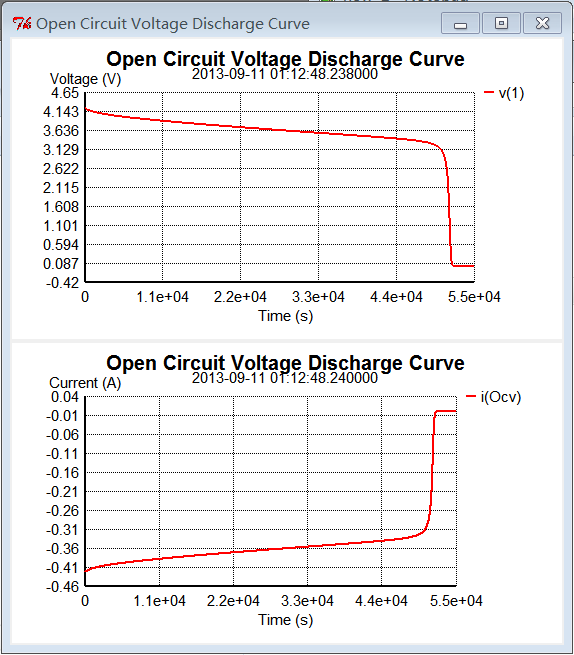 Open Circuit Voltage Discharge Curve
Open Circuit Voltage Discharge Curve
2013-09-11 01:12:48.238000
Voltage (V)
v(1)
4.65
4.143
3.636
3.129
2.622
2.115
1.608
1.101
0.594
0.087
-0.42
0 1.1e+04 2.2e+04 3.3e+04 4.4e+04 5.5e+04
Time (s)
Open Circuit Voltage Discharge Curve
2013-09-11 01:12:48.240000
Current (A)
i(Ocv)
0.04
-0.01
-0.06
-0.11
-0.16
-0.21
-0.26
-0.31
-0.36
-0.41
-0.46
0 1.1e+04 2.2e+04 3.3e+04 4.4e+04 5.5e+04
Time (s)